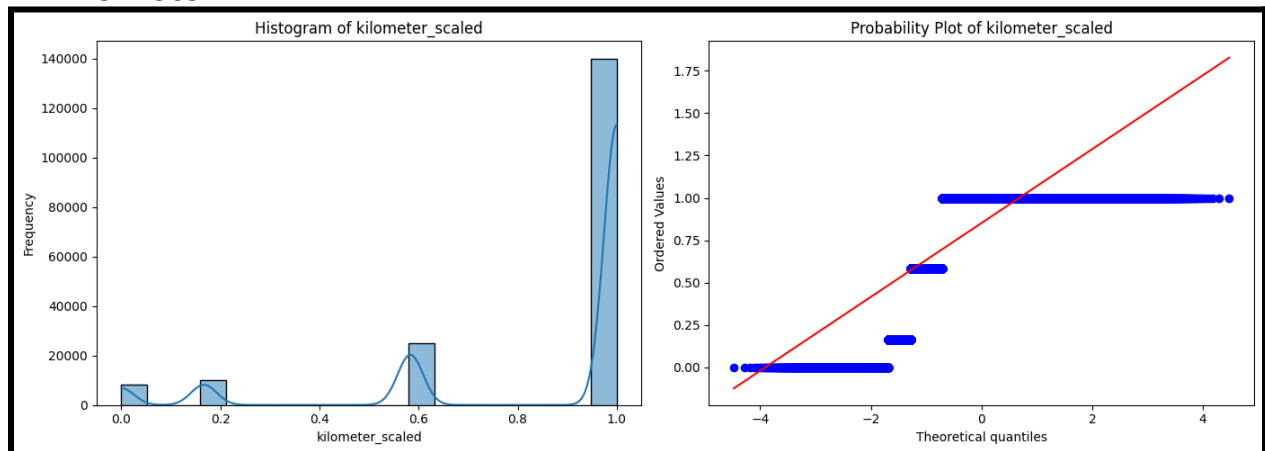 Histogram of kilometer_scaled
140000
120000
100000
80000
60000
40000
20000
0
Frequency
0.0 0.2 0.4 0.6 0.8 1.0
kilometer_scaled
Probability Plot of kilometer_scaled
1.75
1.50
1.25
1.00
0.75
0.50
0.25
0.00
Ordered Values
−4 −2 0 2 4
Theoretical quantiles